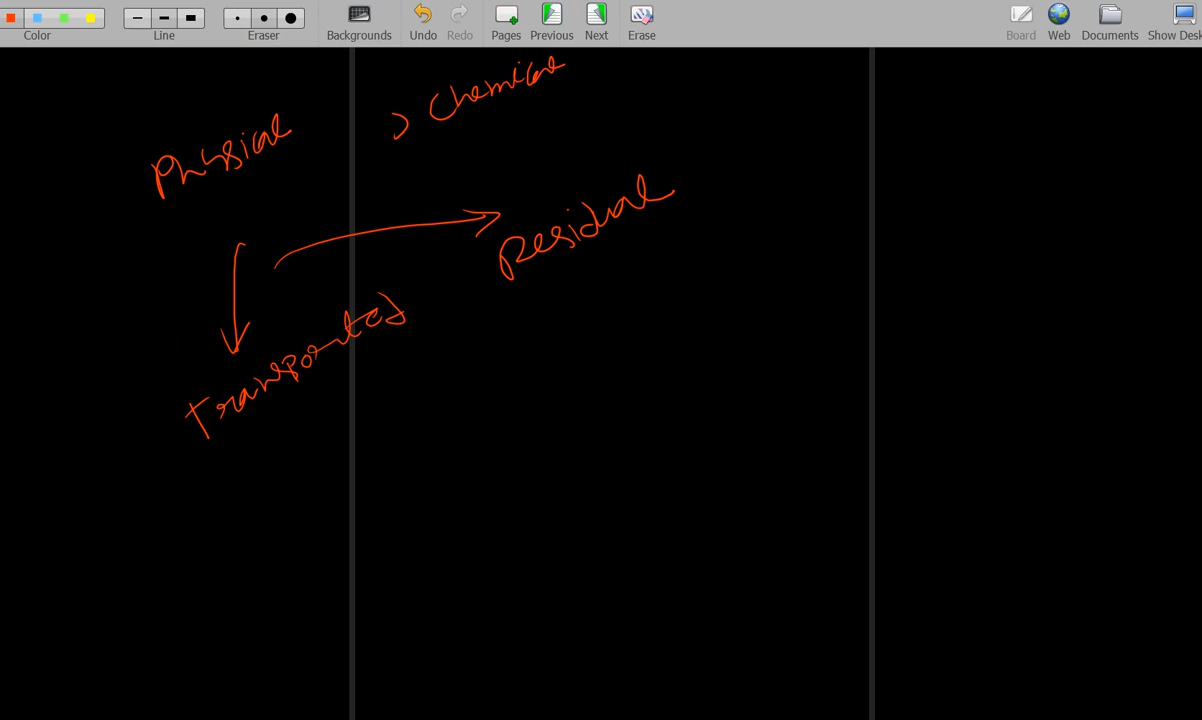 Color
Line
Eraser
Backgrounds
Undo
Redo
Pages
Previous
Next
Erase
Board
Web
Documents
Show Desk
Physical
> Chemical
Residual
Transported